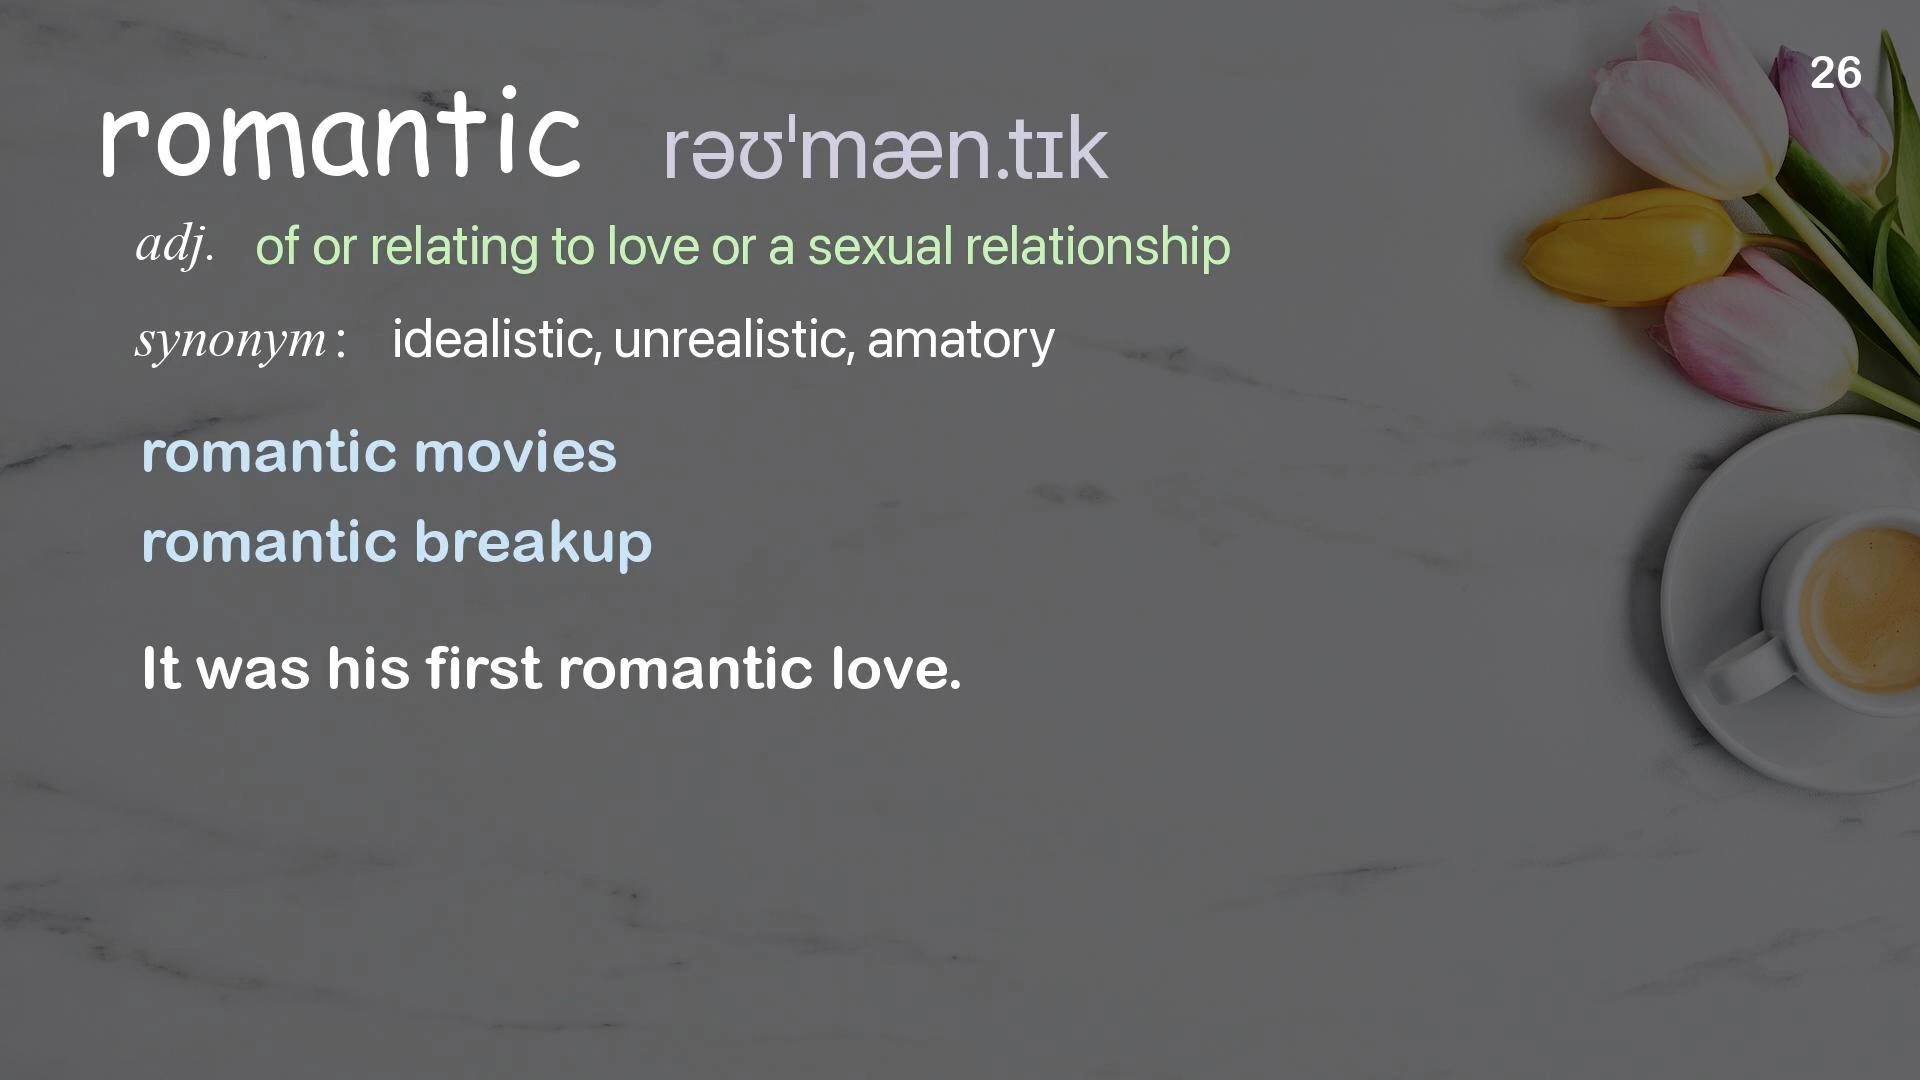 26
romantic rəʊˈmæn.tɪk
adj. of or relating to love or a sexual relationship
synonym: idealistic, unrealistic, amatory
romantic movies
romantic breakup
It was his first romantic love.